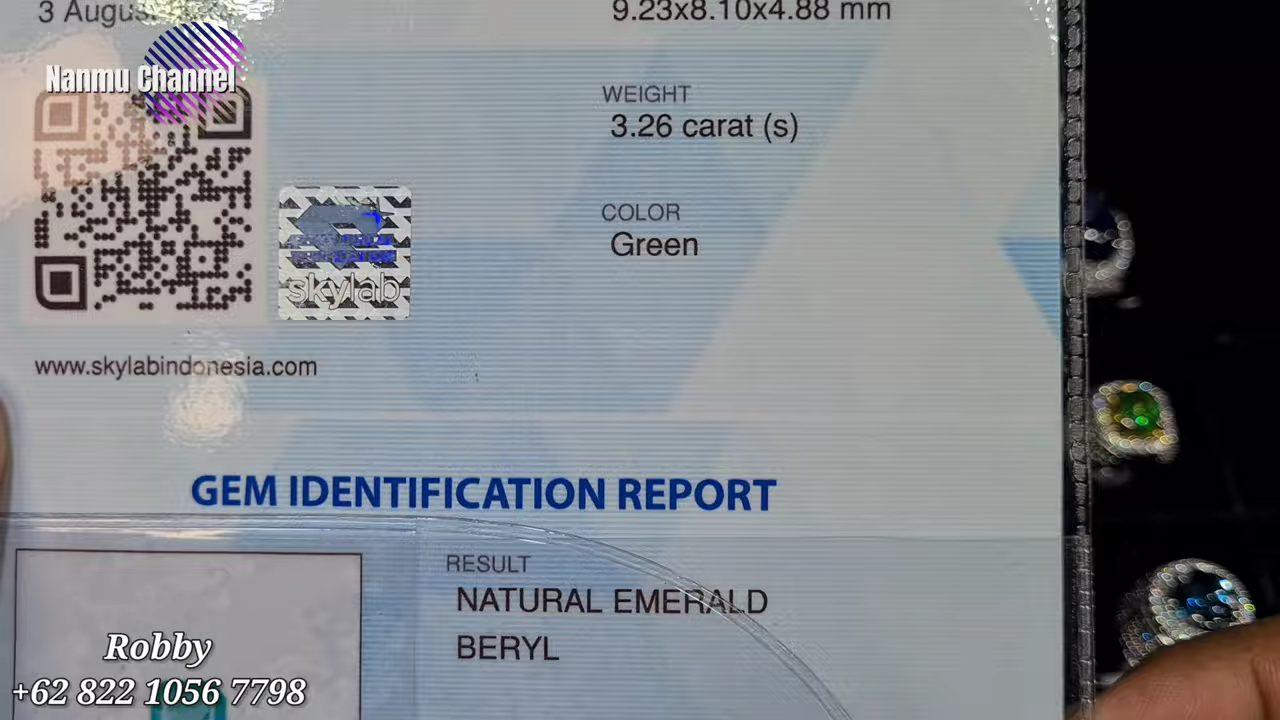 3 August
9.23x8.10x4.88 mm
Nanmu Channel
WEIGHT
3.26 carat (s)
COLOR
Green
skylab
www.skylabindonesia.com
GEM IDENTIFICATION REPORT
RESULT
NATURAL EMERALD
BERYL
Robby
+62 822 1056 7798